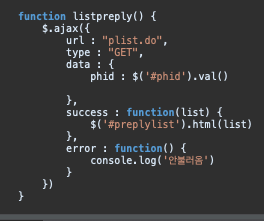 function listpreply() {
    $.ajax({
        url : "plist.do",
        type : "GET",
        data : {
            phid : $('#phid').val()

        },
        success : function(list) {
            $('#preplylist').html(list)
        },
        error : function() {
            console.log('안불러옴')
        }
    })
}